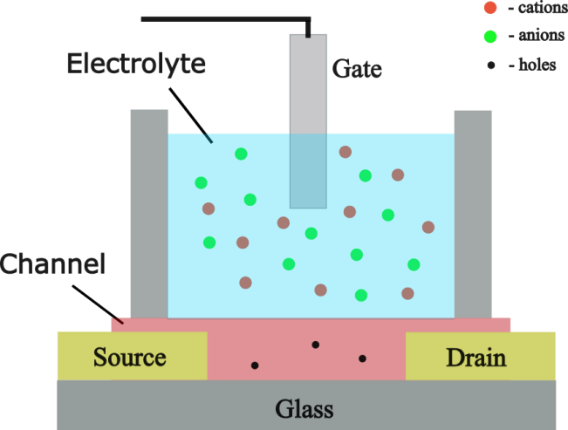 - cations
- anions
- holes
Electrolyte
Gate
Channel
Source
Drain
Glass